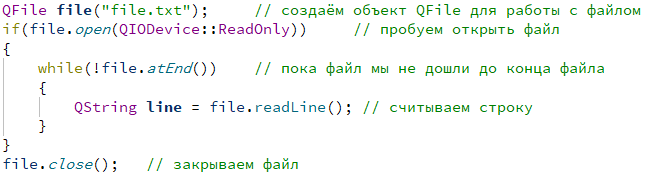 QFile file("file.txt");     // создаём объект QFile для работы с файлом
if(file.open(QIODevice::ReadOnly))     // пробуем открыть файл
{
    while(!file.atEnd())    // пока файл мы не дошли до конца файла
    {
        QString line = file.readLine(); // считываем строку
    }
}
file.close();   // закрываем файл